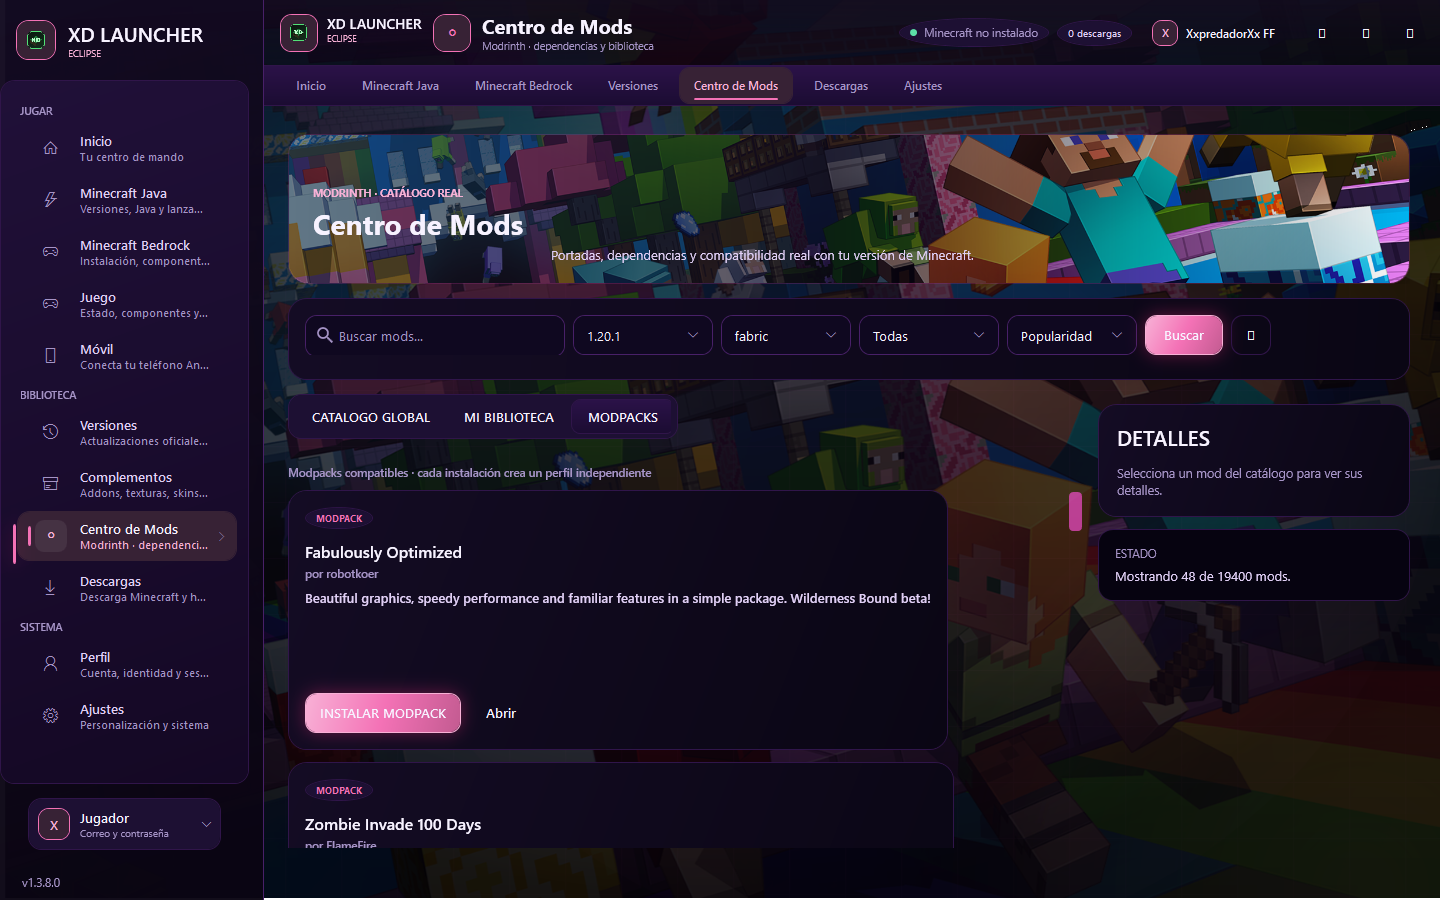 XD LAUNCHER
ECLIPSE
JUGAR
Inicio
Tu centro de mando
Minecraft Java
Versiones, Java y lanza...
Minecraft Bedrock
Instalación, component...
Juego
Estado, componentes y...
Móvil
Conecta tu teléfono An...
BIBLIOTECA
Versiones
Actualizaciones oficiale...
Complementos
Addons, texturas, skins...
Centro de Mods
Modrinth · dependenci...
Descargas
Descarga Minecraft y h...
SISTEMA
Perfil
Cuenta, identidad y ses...
Ajustes
Personalización y sistema
X
Jugador
Correo y contraseña
v1.3.8.0
XD LAUNCHER
ECLIPSE
Centro de Mods
Modrinth · dependencias y biblioteca
Minecraft no instalado
0 descargas
X
XxpredadorXx FF
Inicio
Minecraft Java
Minecraft Bedrock
Versiones
Centro de Mods
Descargas
Ajustes
MODRINTH · CATÁLOGO REAL
Centro de Mods
Portadas, dependencias y compatibilidad real con tu versión de Minecraft.
Buscar mods...
1.20.1
fabric
Todas
Popularidad
Buscar
CATALOGO GLOBAL
MI BIBLIOTECA
MODPACKS
Modpacks compatibles · cada instalación crea un perfil independiente
MODPACK
Fabulously Optimized
por robotkoer
Beautiful graphics, speedy performance and familiar features in a simple package. Wilderness Bound beta!
INSTALAR MODPACK
Abrir
MODPACK
Zombie Invade 100 Days
por FlameFire
DETALLES
Selecciona un mod del catálogo para ver sus
detalles.
ESTADO
Mostrando 48 de 19400 mods.